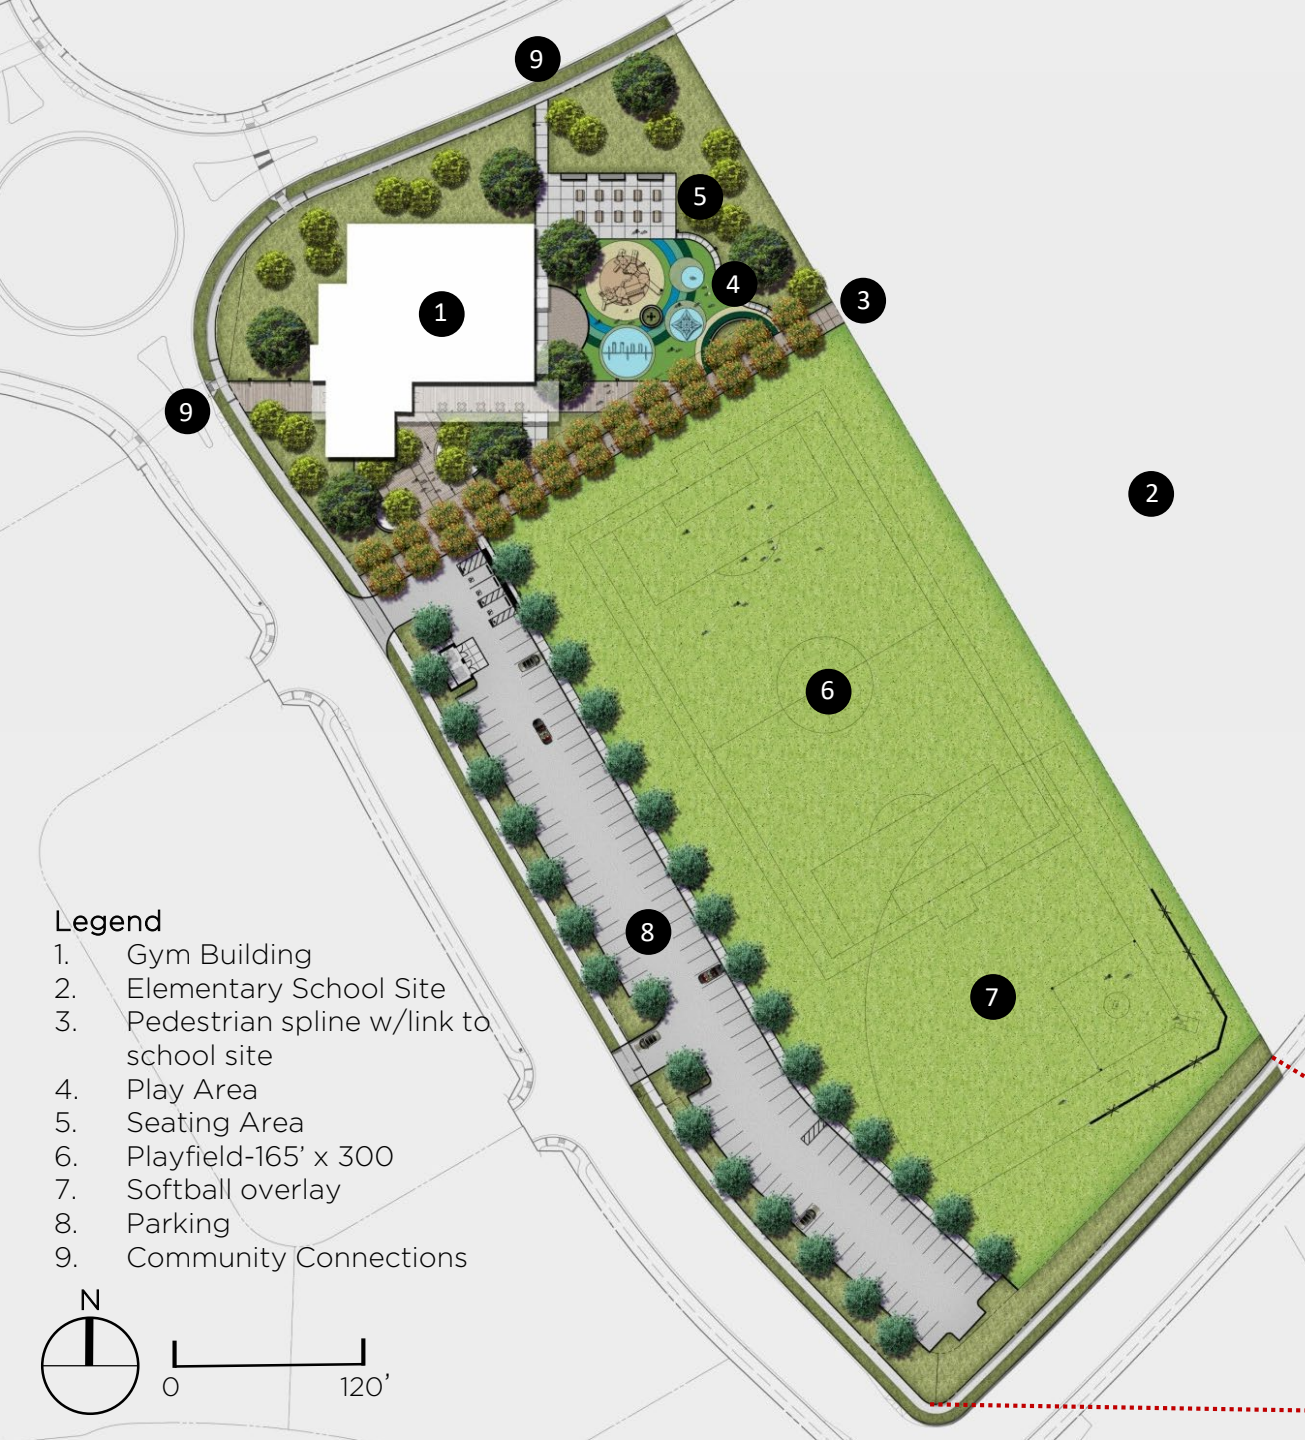 9
5
4
3
1
9
2
6
8
7
Legend
1. Gym Building
2. Elementary School Site
3. Pedestrian spline w/link to
school site
4. Play Area
5. Seating Area
6. Playfield-165’ x 300
7. Softball overlay
8. Parking
9. Community Connections
N
0 120’